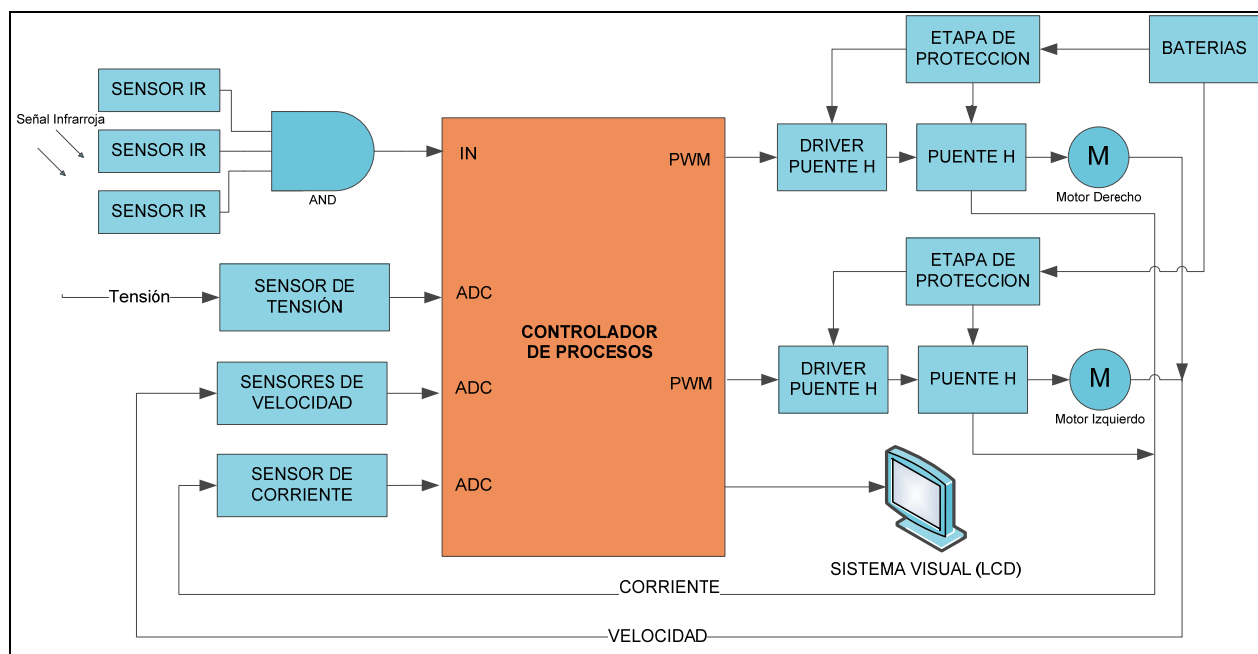 ETAPA DE
PROTECCION
BATERIAS
SENSOR IR
Señal Infrarroja
SENSOR IR
SENSOR IR
AND
IN
PWM
DRIVER
PUENTE H
PUENTE H
M
Motor Derecho
ETAPA DE
PROTECCION
Tensión
SENSOR DE
TENSIÓN
ADC
CONTROLADOR
DE PROCESOS
SENSORES DE
VELOCIDAD
ADC
PWM
DRIVER
PUENTE H
PUENTE H
M
Motor Izquierdo
SENSOR DE
CORRIENTE
ADC
SISTEMA VISUAL (LCD)
CORRIENTE
VELOCIDAD